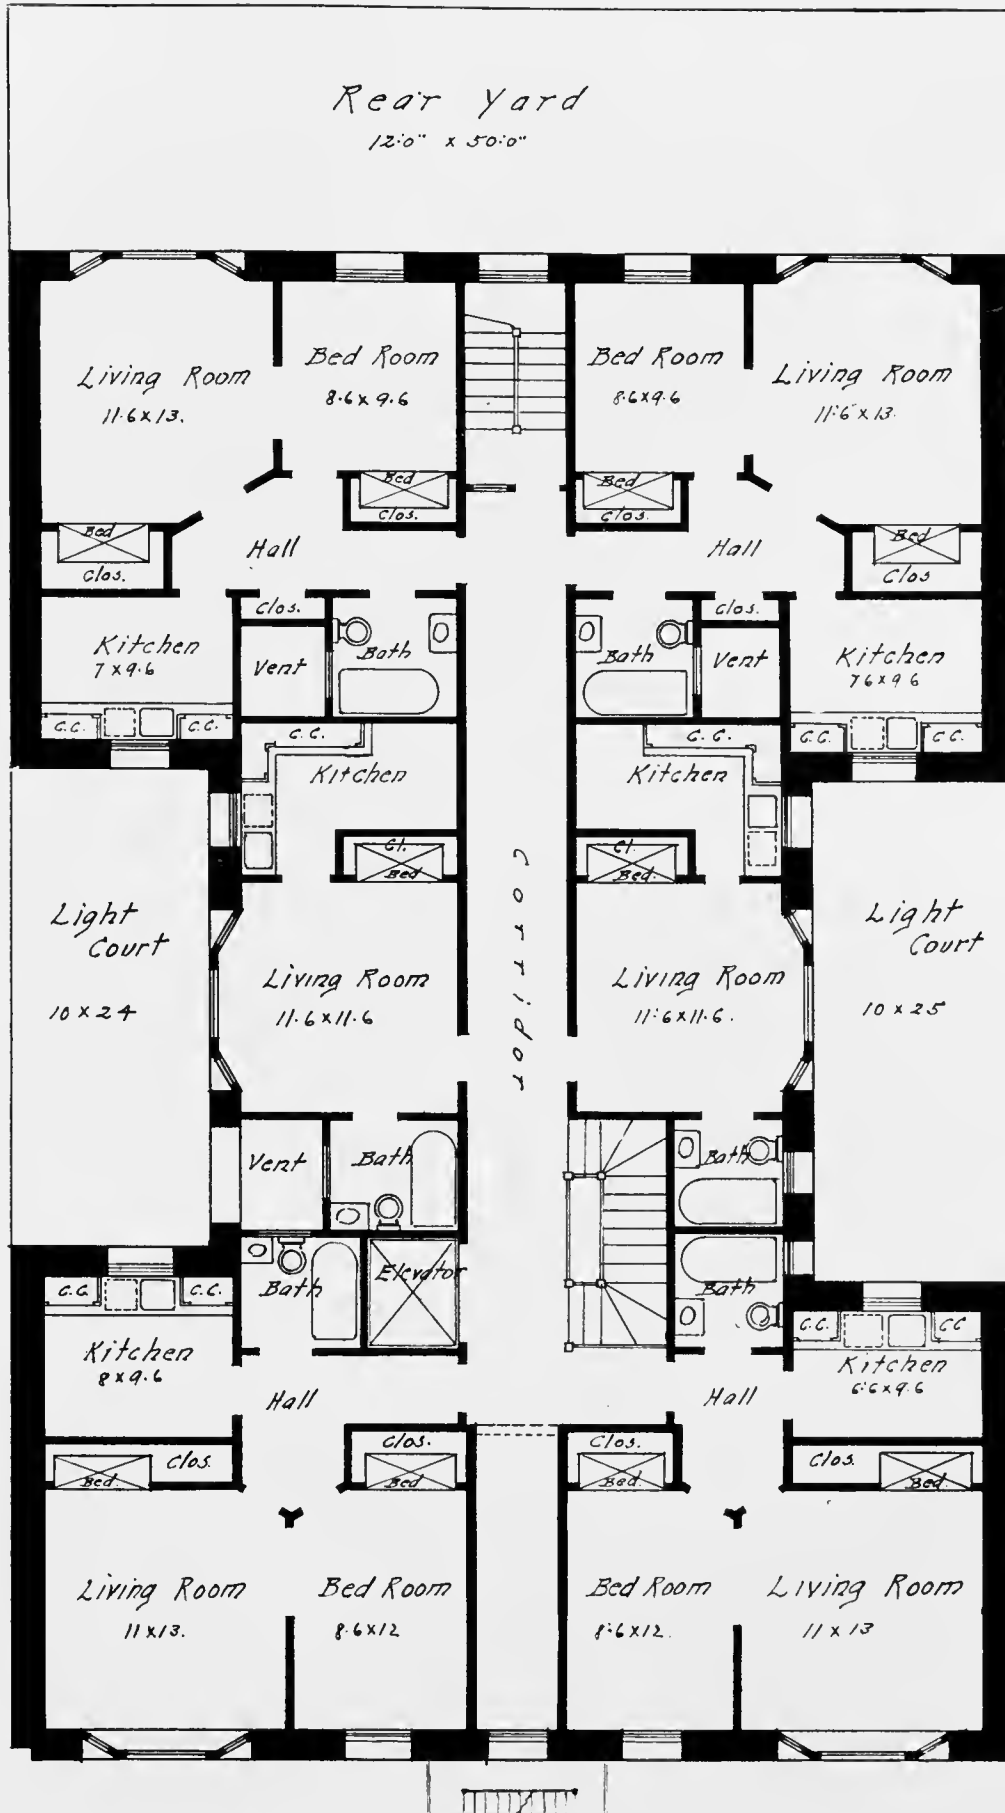 Rear Yard
12'0" x 50'0"
Living Room
11.6 x 13.
Bed Room
8.6 x 9.6
Bed Room
8.6 x 9.6
Living Room
11'6" x 13.
Bed
Clos.
Bed
Clos.
Bed
Clos.
Bed
Clos
Hall
Hall
Clos.
Clos.
Kitchen
7 x 9.6
Vent
Bath
Bath
Vent
Kitchen
7 6 x 9 6
C.C.
C.C.
C.C.
C.C.
C.C.
C.C.
Kitchen
Kitchen
Cl.
Bed
Cl.
Bed.
Corridor
Light
Court
10 x 24
Living Room
11.6 x 11.6
Living Room
11'6 x 11.6.
Light
Court
10 x 25
Vent
Bath
Bath
Bath
Elevator
Bath
C.C.
C.C.
C.C.
CC
Kitchen
8 x 9.6
Kitchen
6'6 x 9.6
Hall
Hall
Clos.
Bed.
Clos.
Bed
Clos.
Bed
Clos.
Bed
Living Room
11 x 13.
Bed Room
8.6 x 12
Bed Room
8'6 x 12.
Living Room
11 x 13